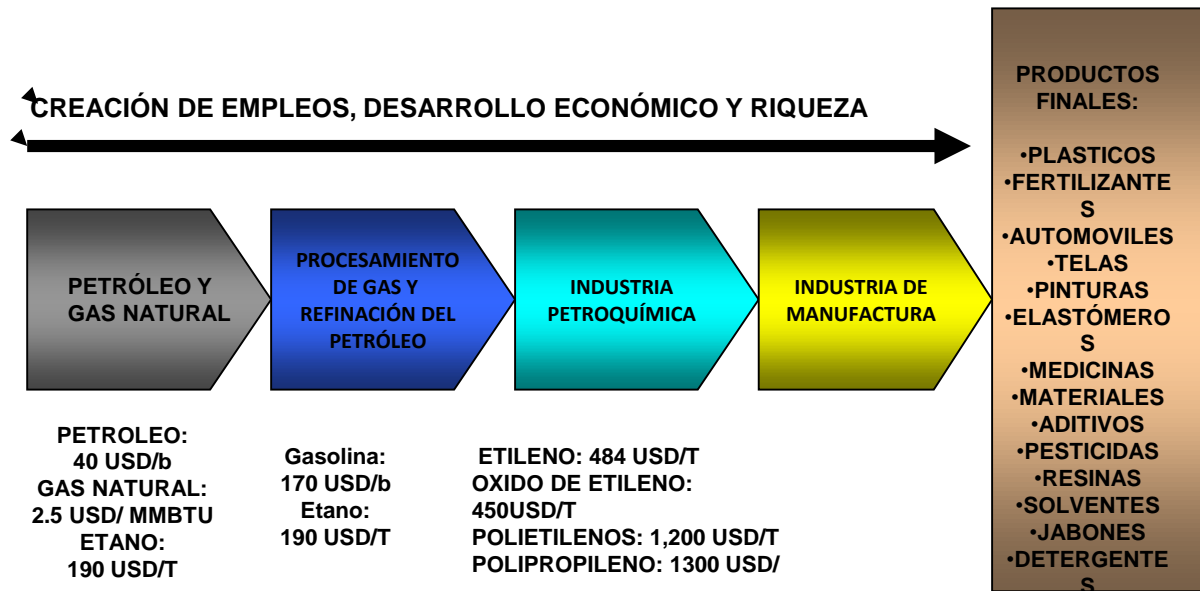 CREACIÓN DE EMPLEOS, DESARROLLO ECONÓMICO Y RIQUEZA
PETRÓLEO Y
GAS NATURAL
PROCESAMIENTO
DE GAS Y
REFINACIÓN DEL
PETRÓLEO
INDUSTRIA
PETROQUÍMICA
INDUSTRIA DE
MANUFACTURA
PETROLEO:
40 USD/b
GAS NATURAL:
2.5 USD/ MMBTU
ETANO:
190 USD/T
Gasolina:
170 USD/b
Etano:
190 USD/T
ETILENO: 484 USD/T
OXIDO DE ETILENO:
450USD/T
POLIETILENOS: 1,200 USD/T
POLIPROPILENO: 1300 USD/
PRODUCTOS
FINALES:
•PLASTICOS
•FERTILIZANTE
S
•AUTOMOVILES
•TELAS
•PINTURAS
•ELASTÓMERO
S
•MEDICINAS
•MATERIALES
•ADITIVOS
•PESTICIDAS
•RESINAS
•SOLVENTES
•JABONES
•DETERGENTE
S